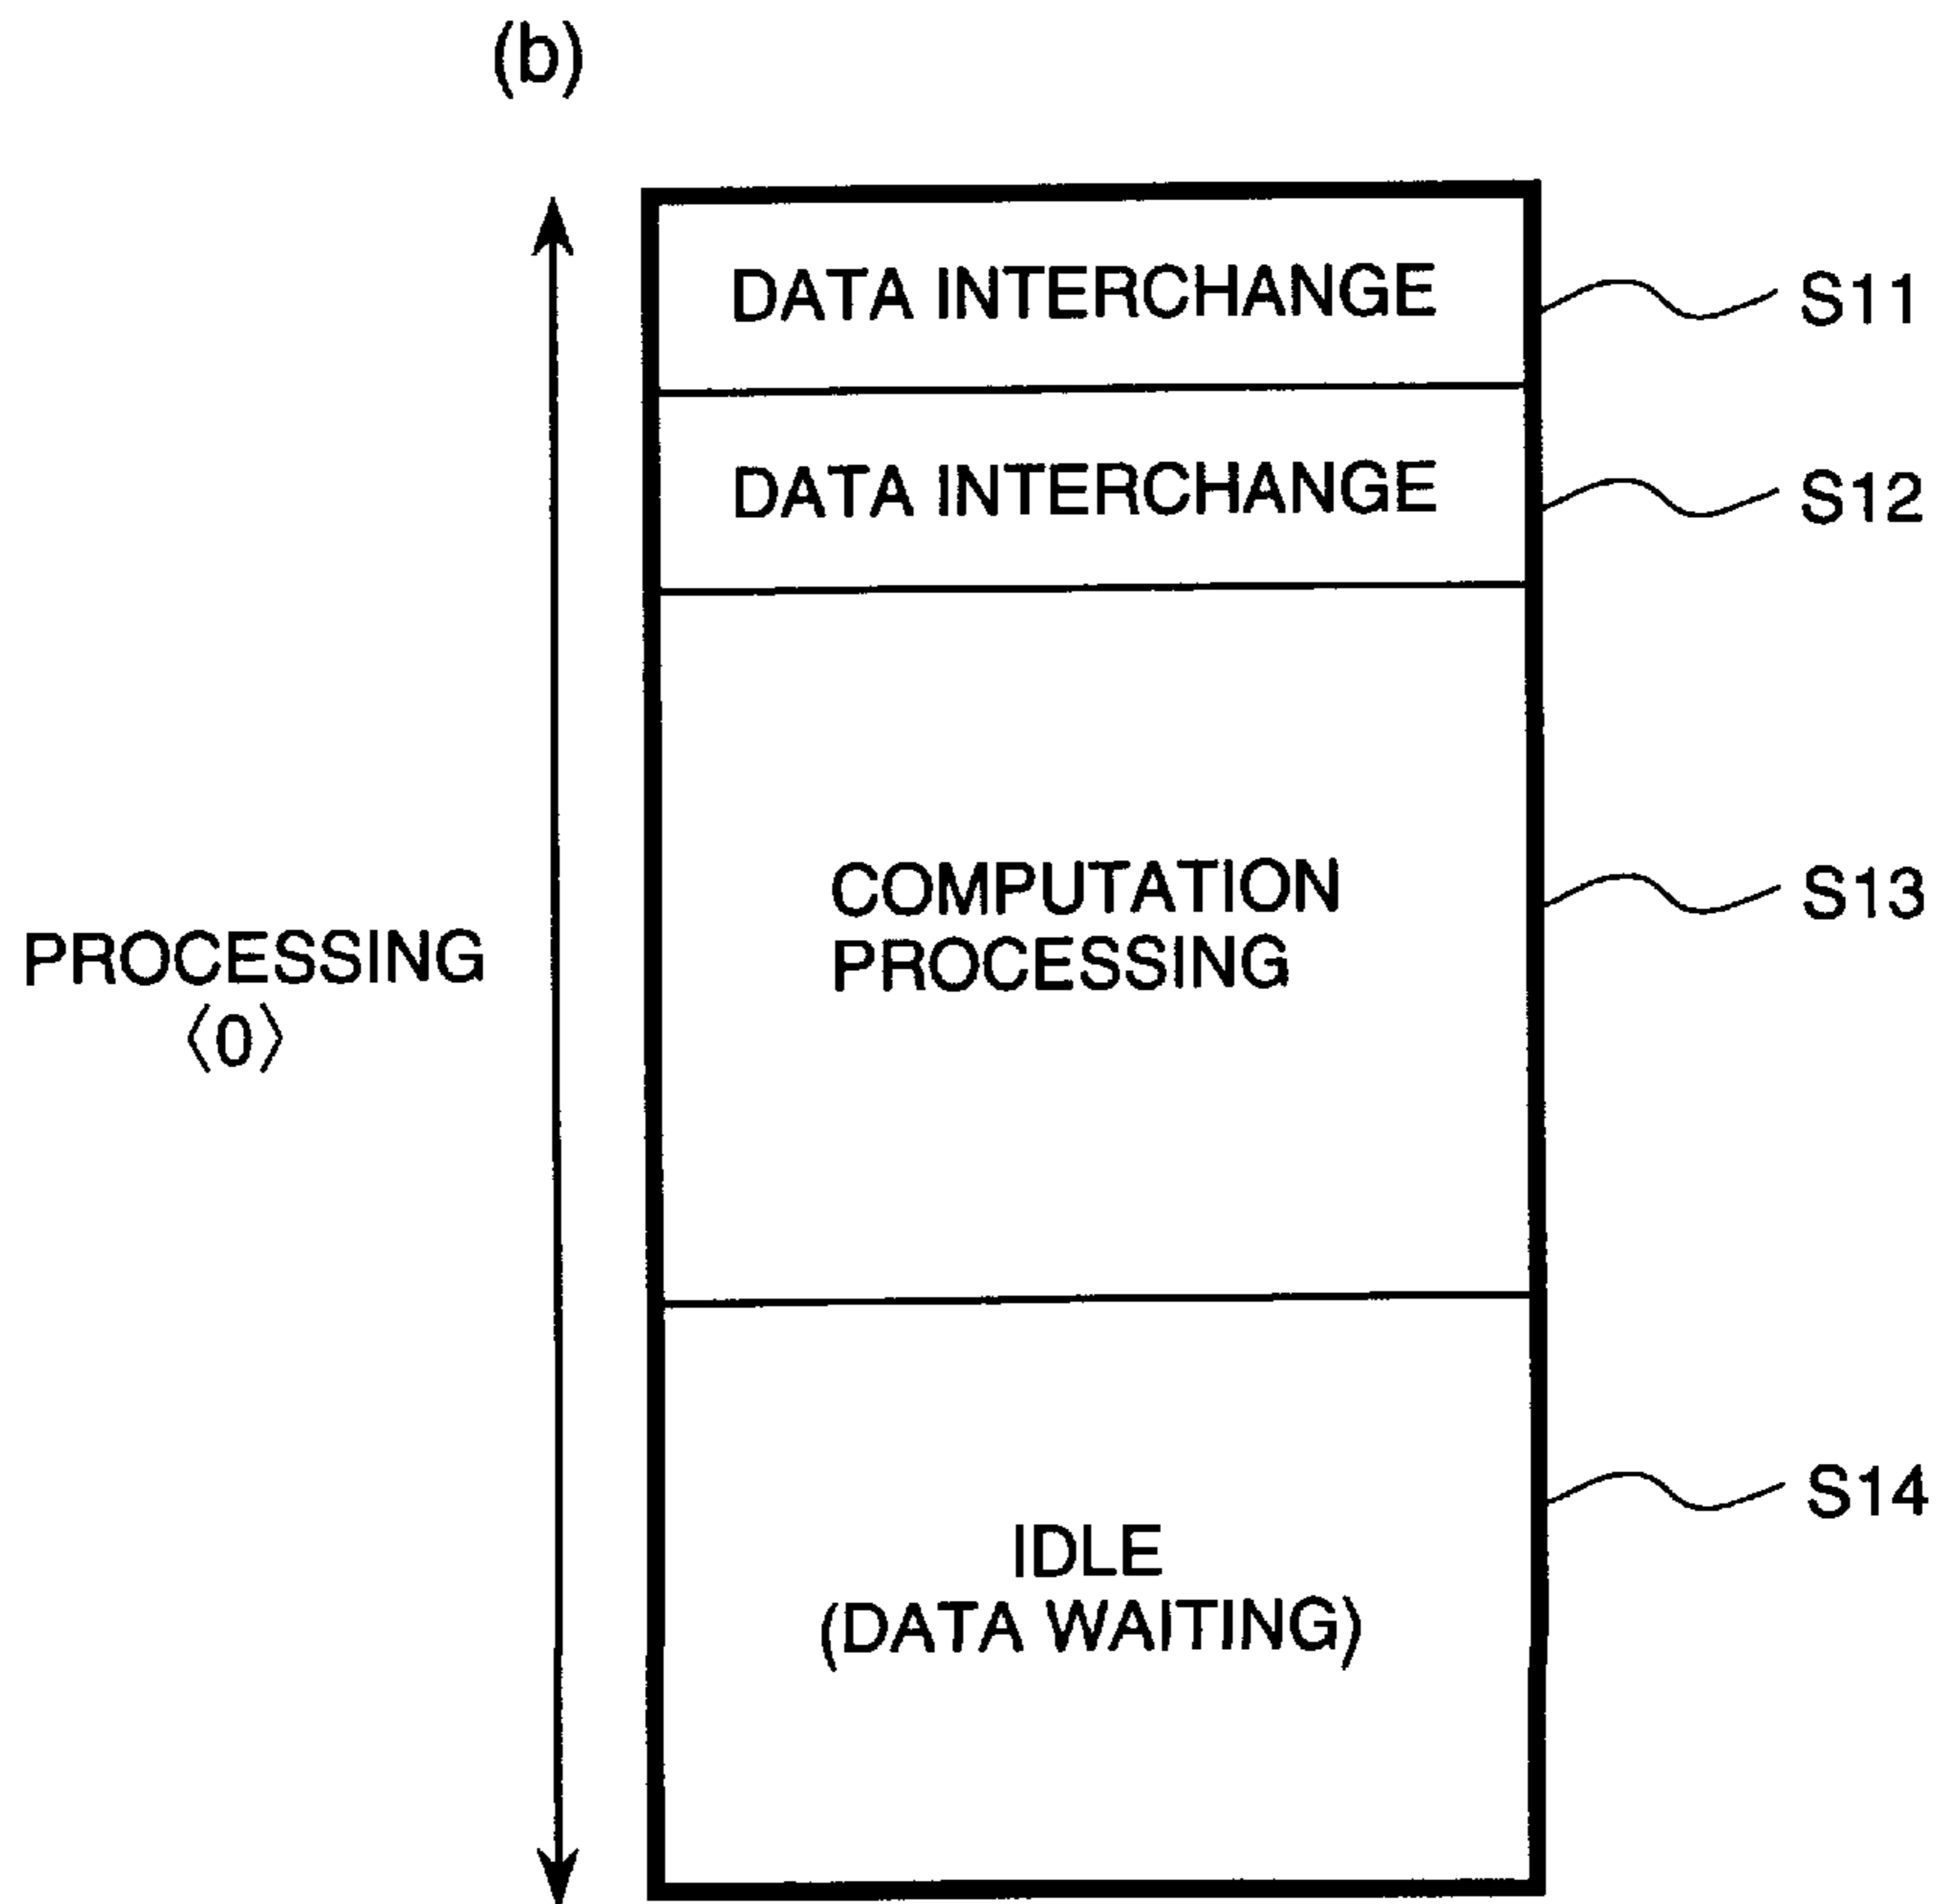 (b)
DATA INTERCHANGE
S11
DATA INTERCHANGE
S12
COMPUTATION
PROCESSING
S13
PROCESSING
〈0〉
IDLE
(DATA WAITING)
S14